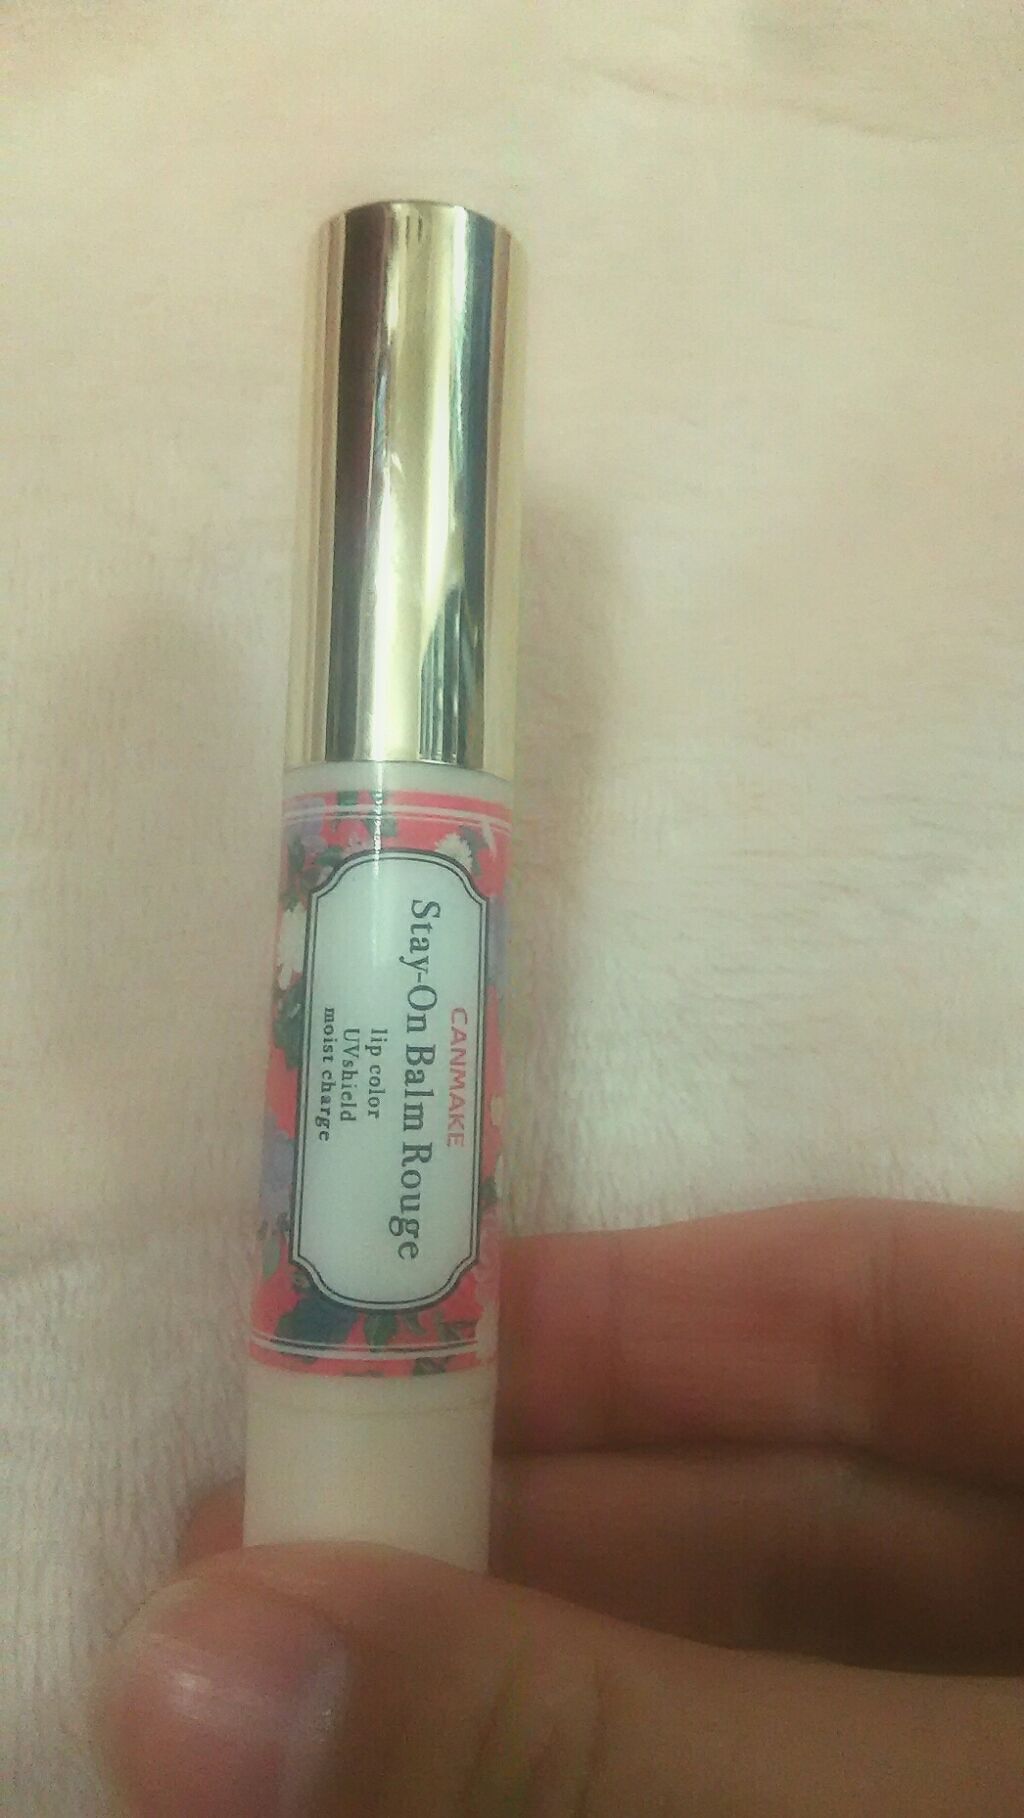 CANMAKE
Stay-On Balm Rouge
lip color
UVshield
moist charge